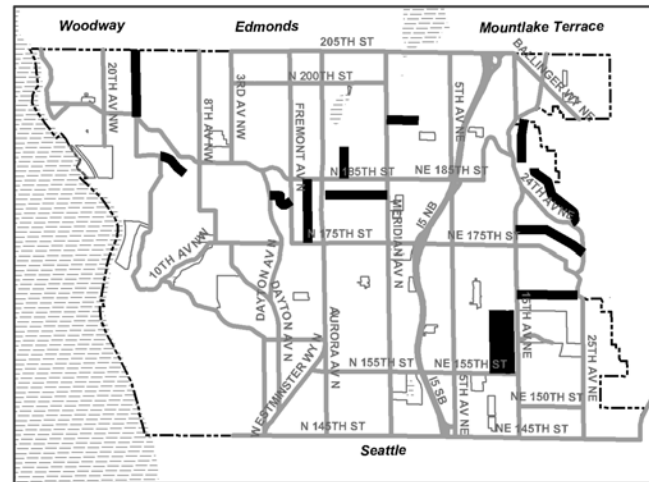 Woodway
Edmonds
Mountlake Terrace
205TH ST
BALLINGER WY NE
20TH AV NW
8TH AV NW
3RD AV NW
N 200TH ST
FREMONT AV N
5TH AV NE
N 185TH ST
NE 185TH ST
24TH AV NE
MERIDIAN AV N
I5 NB
N 175TH ST
NE 175TH ST
10TH AV NW
DAYTON AV N
DAYTON AV N
AURORA AV N
WESTMINSTER WY N
15TH AV NE
25TH AV NE
N 155TH ST
NE 155TH ST
I5 SB
5TH AV NE
NE 150TH ST
N 145TH ST
NE 145TH ST
Seattle